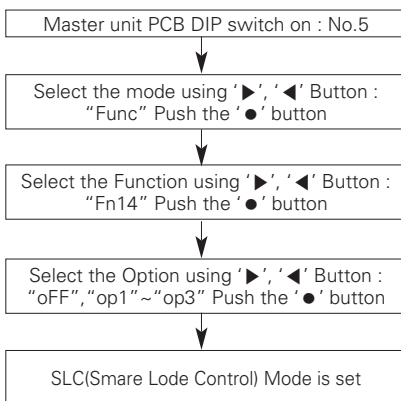 Master unit PCB DIP switch on : No.5
Select the mode using ‘▶’, ‘◀’ Button :
“Func” Push the ‘●’ button
Select the Function using ‘▶’, ‘◀’ Button :
“Fn14” Push the ‘●’ button
Select the Option using ‘▶’, ‘◀’ Button :
“oFF”,“op1”~“op3” Push the ‘●’ button
SLC(Smare Lode Control) Mode is set